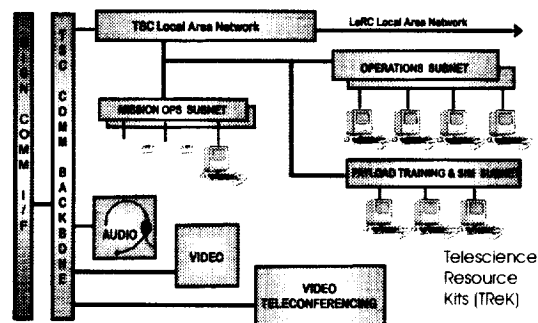 TSC Local Area Network
LeRC Local Area Network
OPERATIONS SUBNET
MISSION OPS SUBNET
PAYLOAD TRAINING & SIM SUBNET
COMM I/F
TSC COMM BACKBONE
AUDIO
VIDEO
VIDEO
TELECONFERENCING
Telescience
Resource
Kits (TReK)